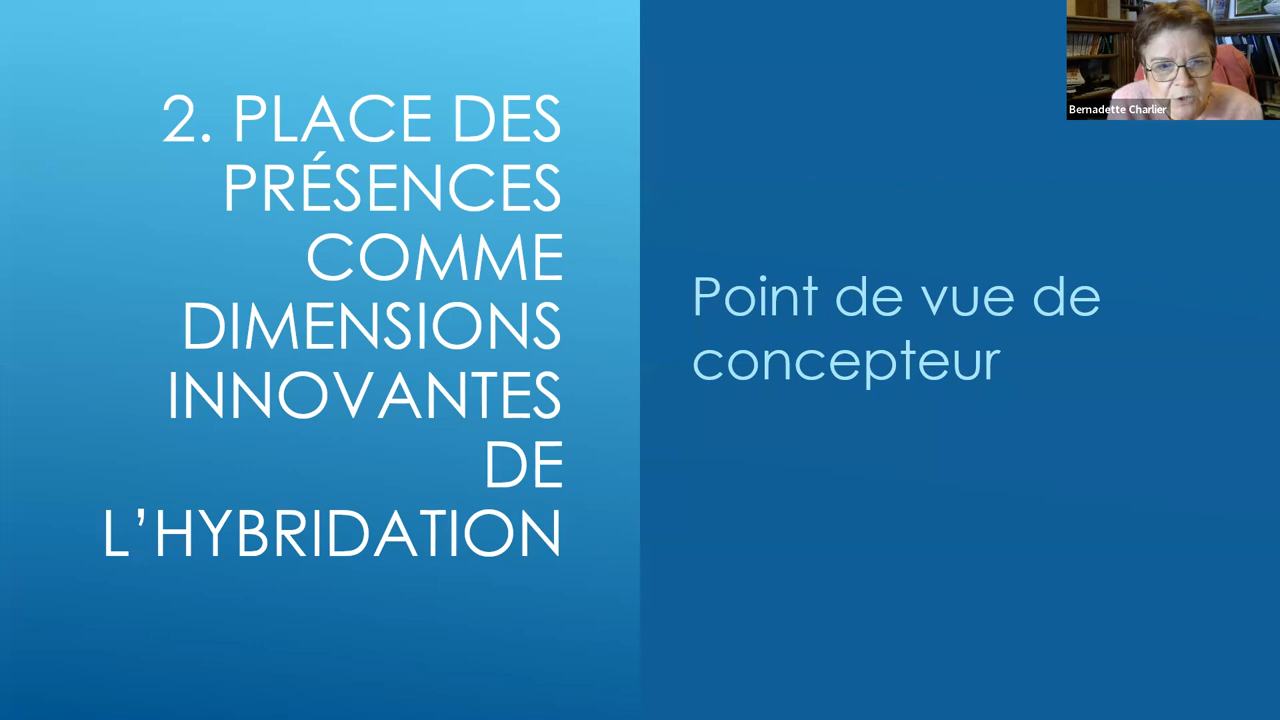 2. PLACE DES
PRÉSENCES
COMME
DIMENSIONS
INNOVANTES
DE
L’HYBRIDATION
Point de vue de
concepteur
Bernadette Charlier